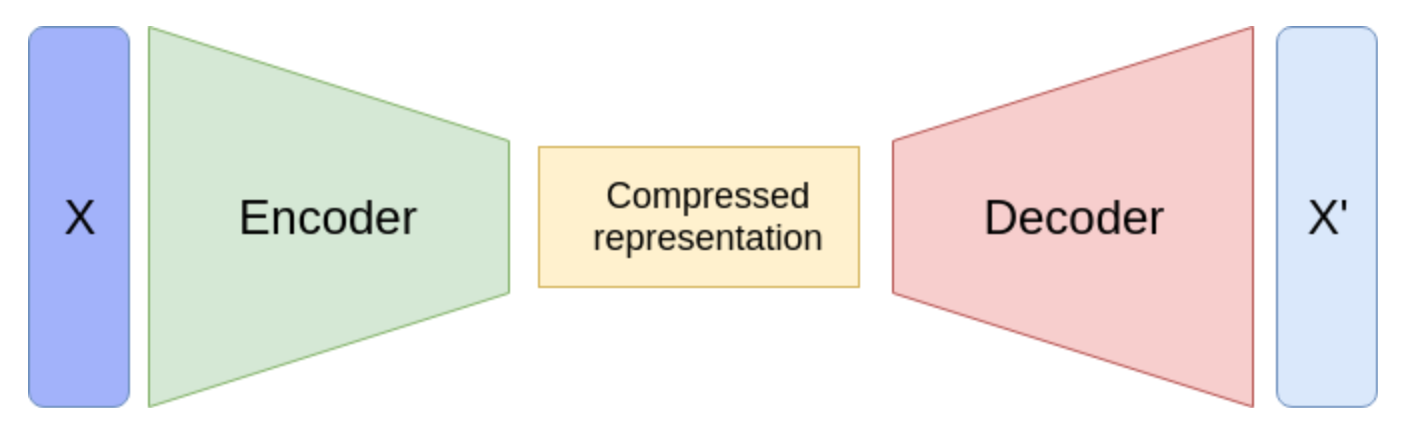 X
Encoder
Compressed
representation
Decoder
X'